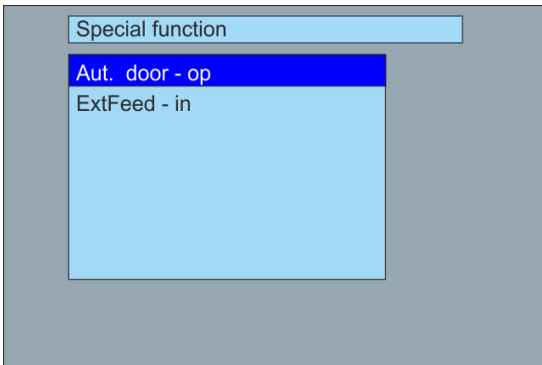 Special function
Aut. door - op
ExtFeed - in